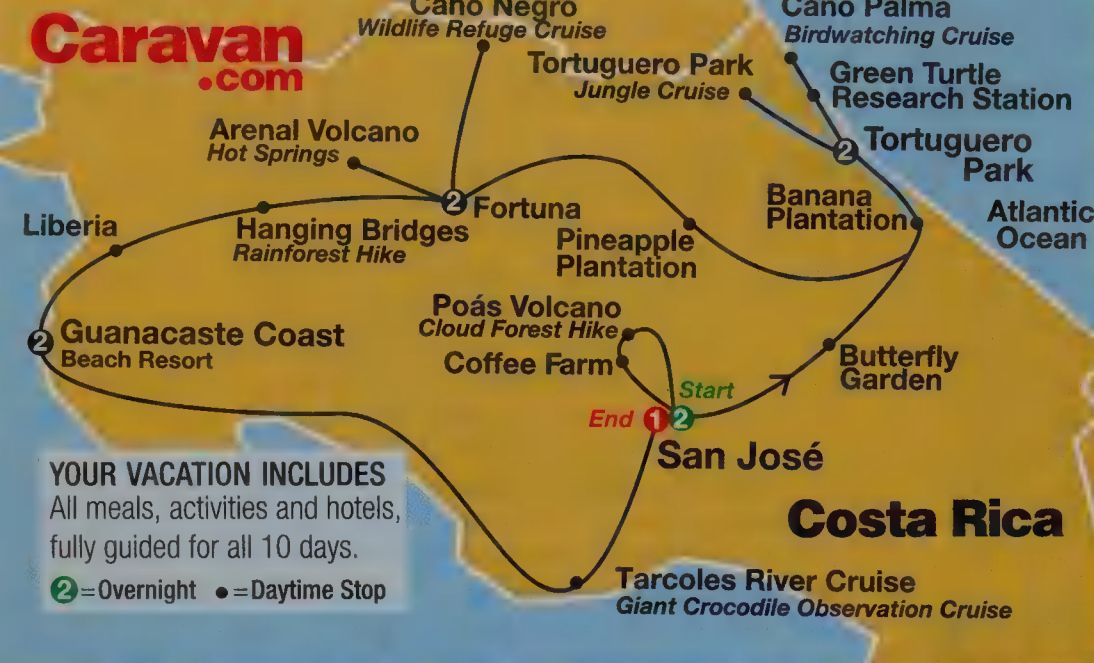 Caravan
.com
Caño Negro
Wildlife Refuge Cruise
Caño Palma
Birdwatching Cruise
Tortuguero Park
Jungle Cruise
Green Turtle
Research Station
Arenal Volcano
Hot Springs
2
Tortuguero
Park
Banana
Plantation
Atlantic
Ocean
2
Fortuna
Liberia
Hanging Bridges
Rainforest Hike
Pineapple
Plantation
Poás Volcano
Cloud Forest Hike
Coffee Farm
2
Guanacaste Coast
Beach Resort
Butterfly
Garden
Start
End
1
2
San José
Costa Rica
YOUR VACATION INCLUDES
All meals, activities and hotels,
fully guided for all 10 days.
2=Overnight ●=Daytime Stop
Tarcoles River Cruise
Giant Crocodile Observation Cruise